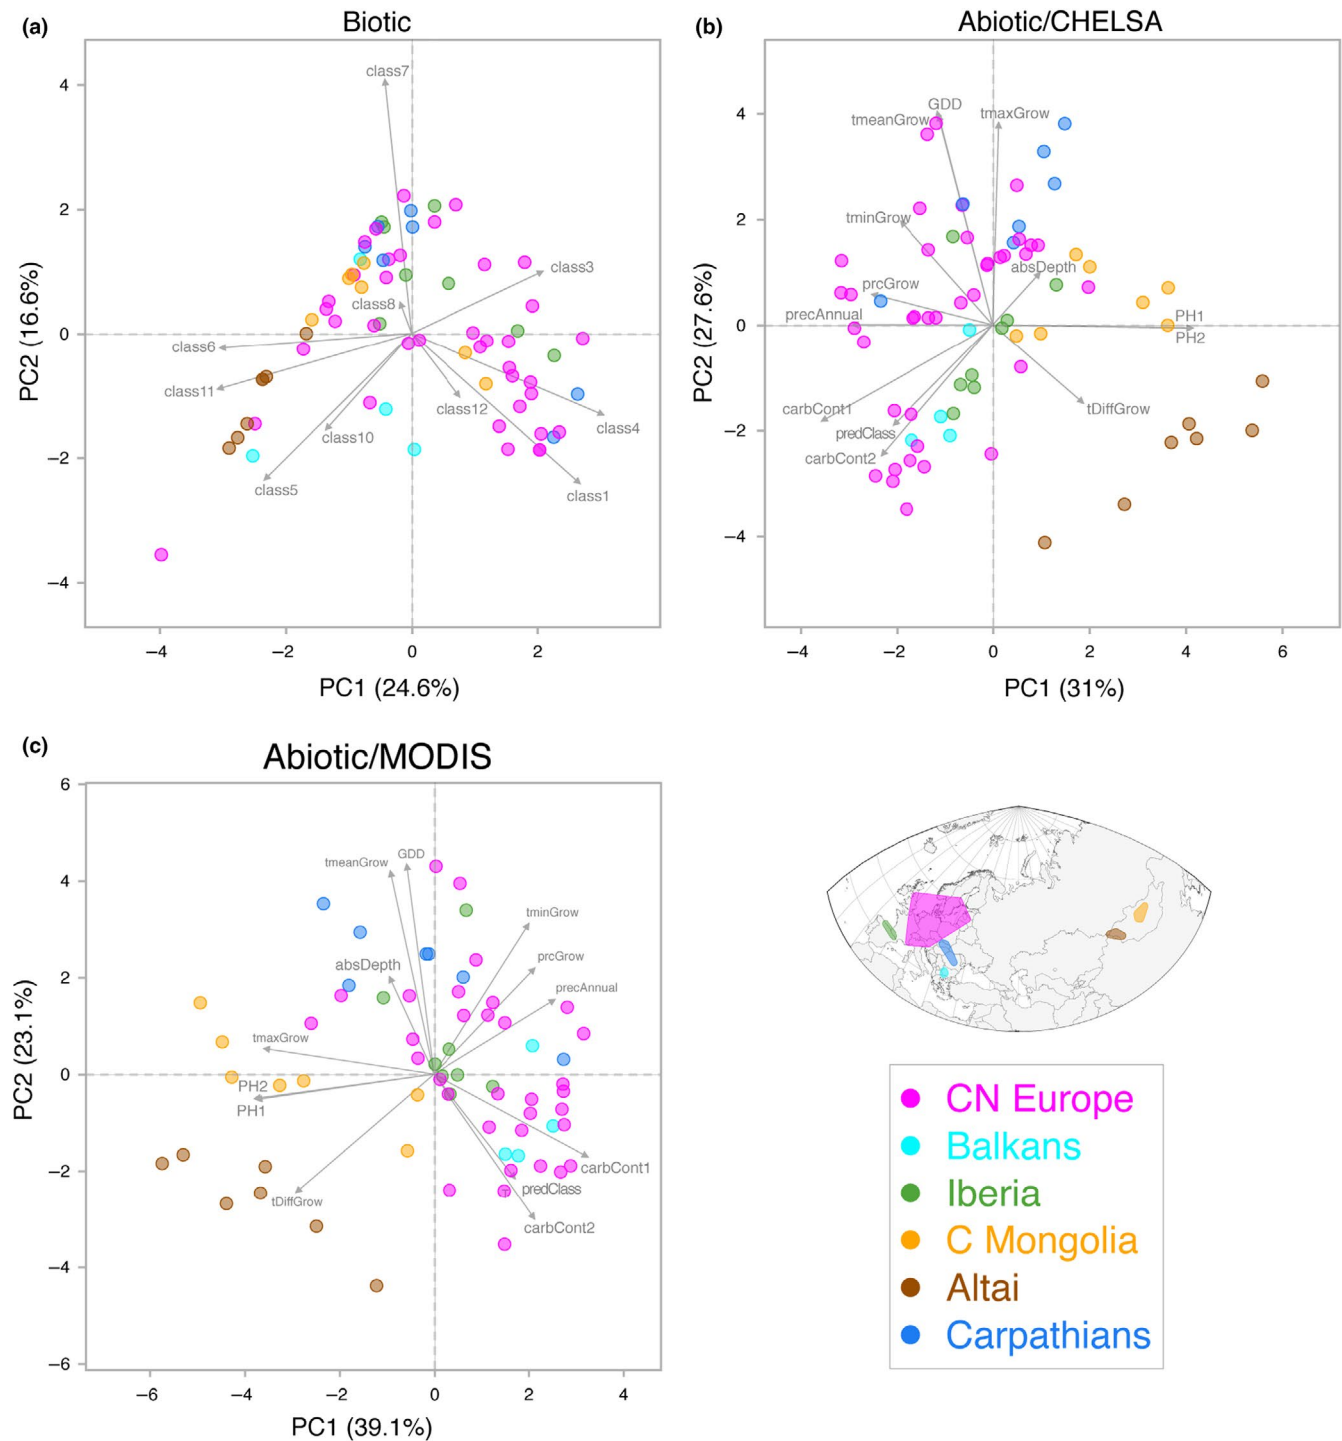 (a)
Biotic
class7
class3
class8
class6
class11
class12
class4
class10
class5
class1
4
2
0
−2
−4
PC2 (16.6%)
−4 −2 0 2
PC1 (24.6%)
(b)
Abiotic/CHELSA
GDD
tmeanGrow
tmaxGrow
tminGrow
absDepth
prcGrow
precAnnual
PH1
PH2
carbCont1
tDiffGrow
predClass
carbCont2
4
2
0
−2
−4
PC2 (27.6%)
−4 −2 0 2 4 6
PC1 (31%)
(c)
Abiotic/MODIS
tmeanGrow
GDD
tminGrow
prcGrow
absDepth
precAnnual
tmaxGrow
PH2
PH1
carbCont1
predClass
tDiffGrow
carbCont2
6
4
2
0
−2
−4
−6
PC2 (23.1%)
−6 −4 −2 0 2 4
PC1 (39.1%)
CN Europe
Balkans
Iberia
C Mongolia
Altai
Carpathians